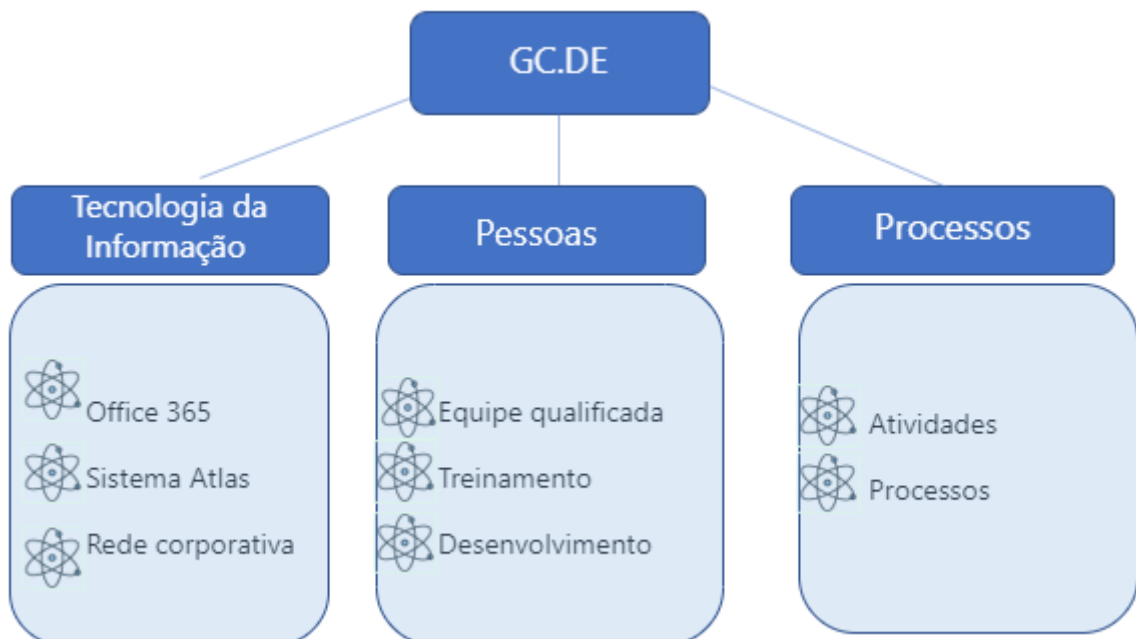 GC.DE
Tecnologia da
Informação
Pessoas
Processos
Office 365
Sistema Atlas
Rede corporativa
Equipe qualificada
Treinamento
Desenvolvimento
Atividades
Processos